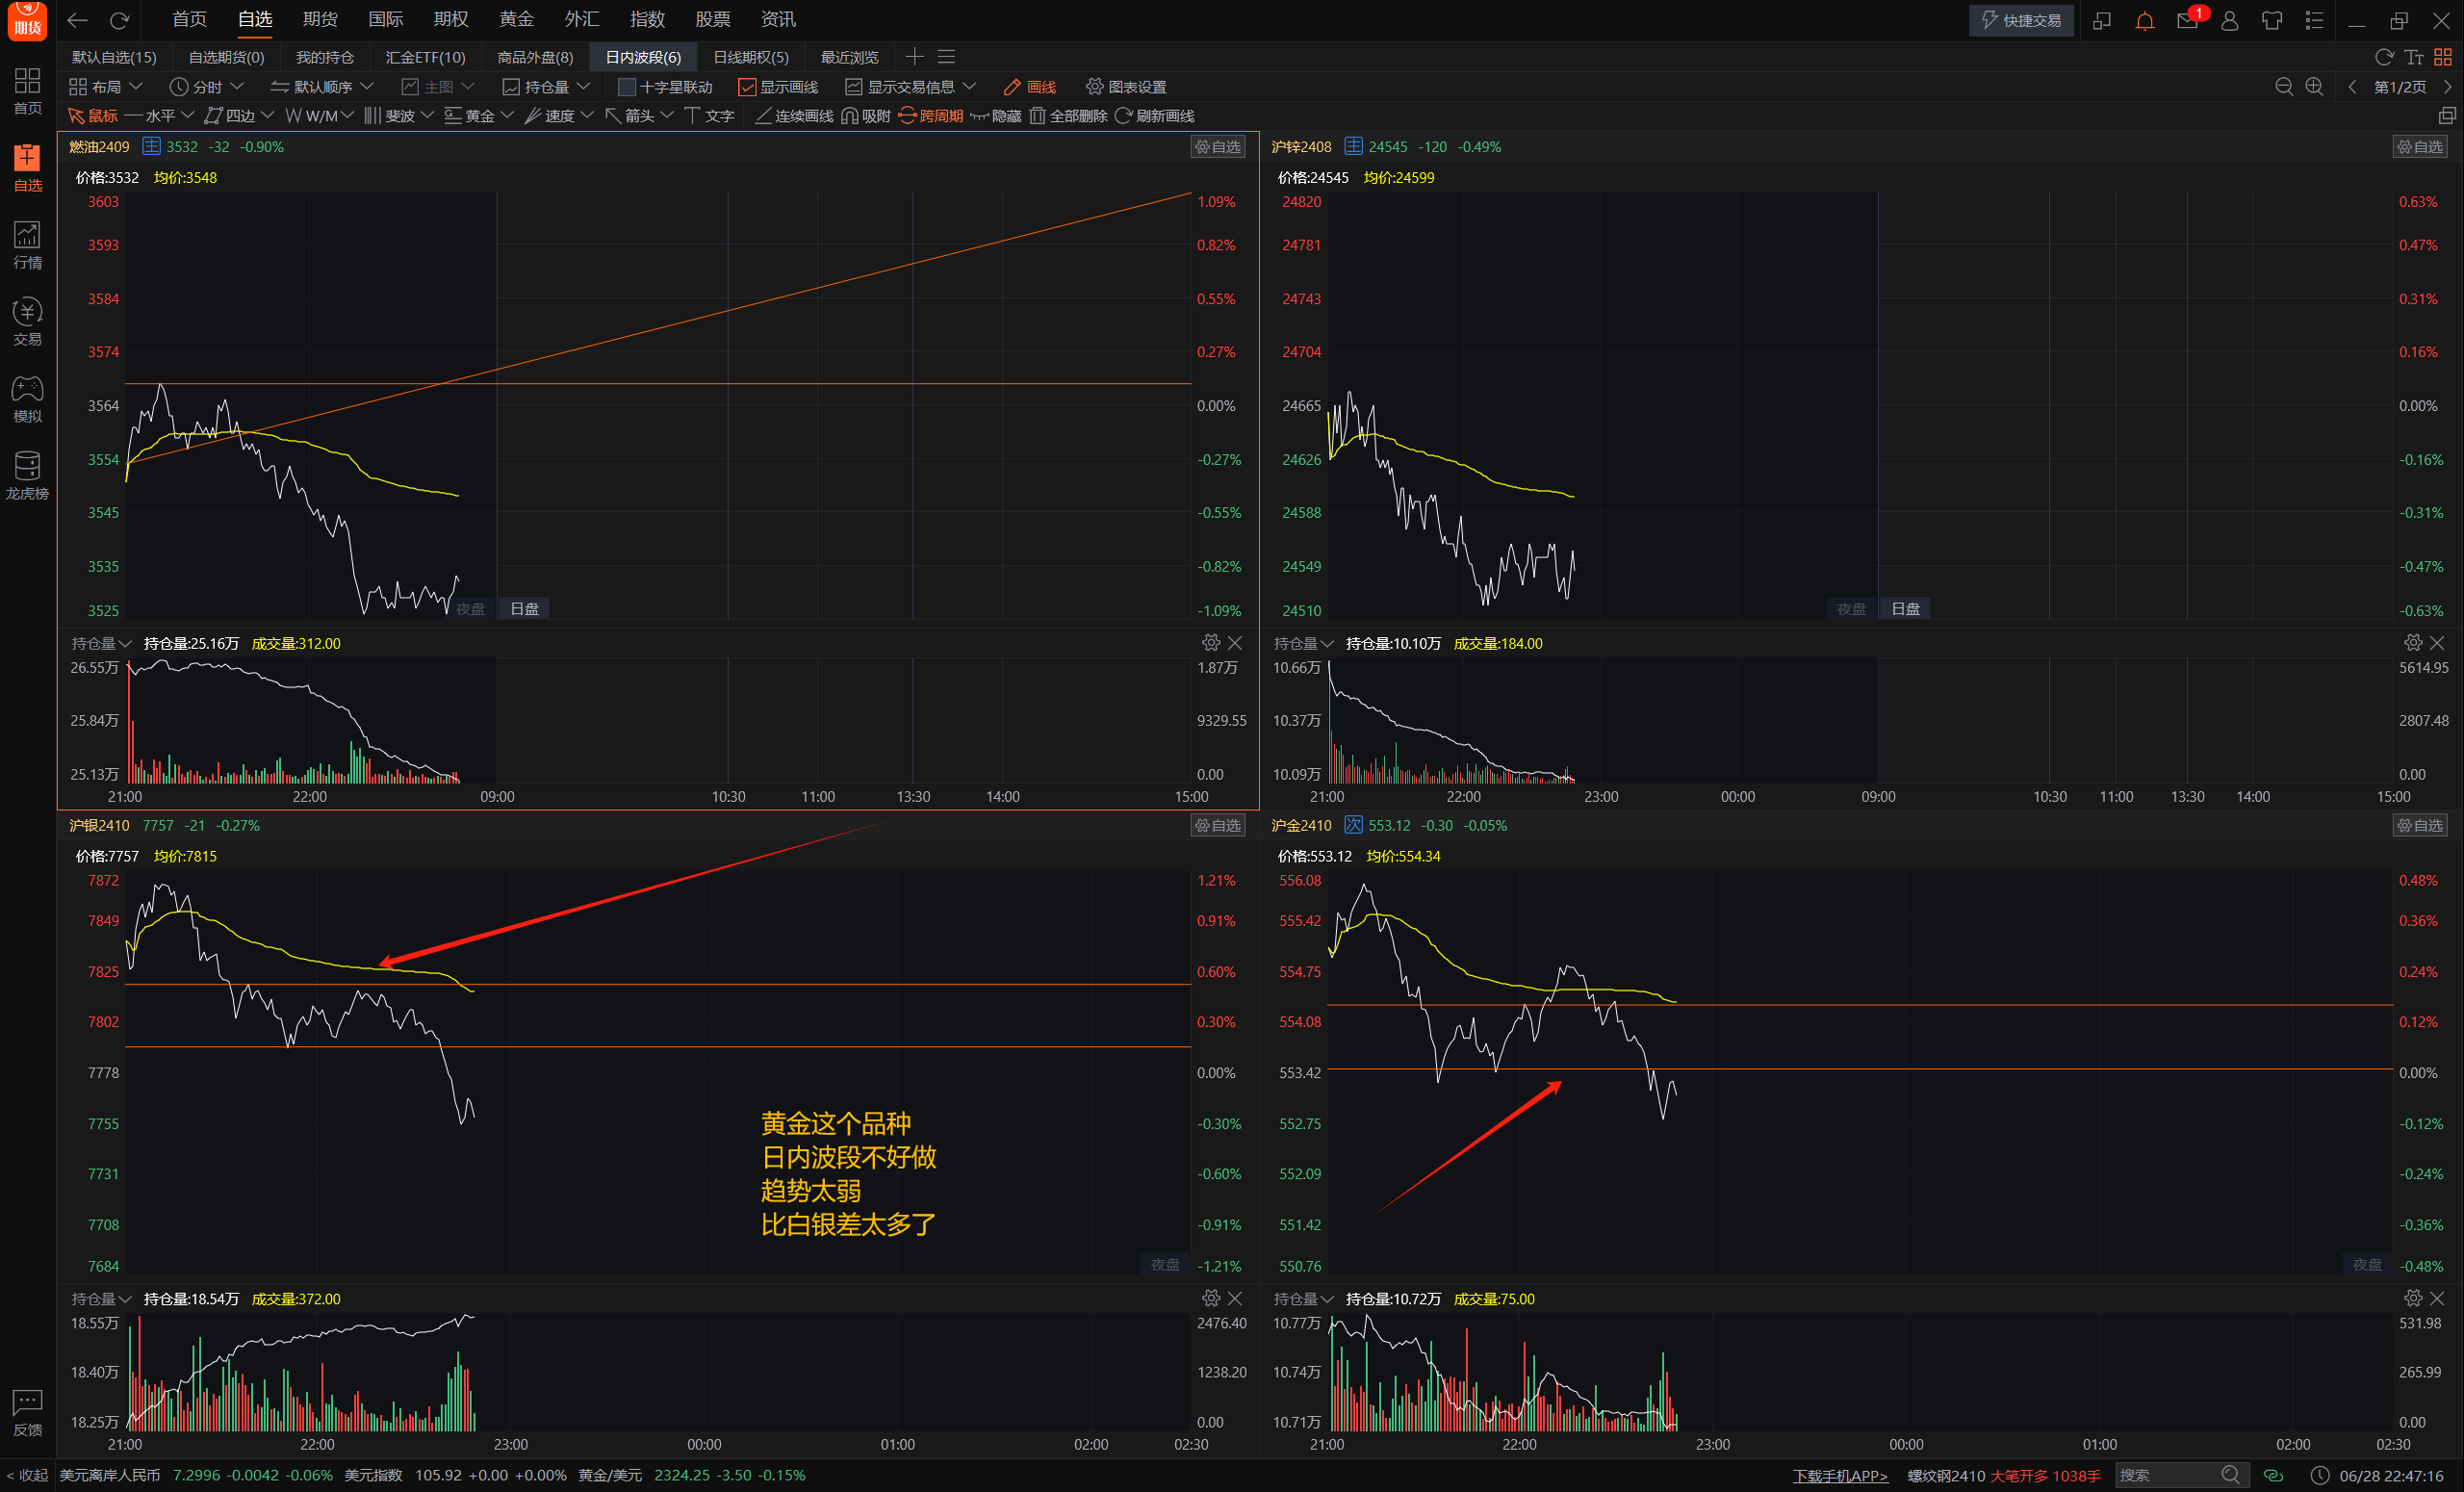 期货
首页 自选 期货 国际 期权 黄金 外汇 指数 股票 资讯
快捷交易
1
默认自选(15) 自选期货(0) 我的持仓 汇金ETF(10) 商品外盘(8) 日内波段(6) 日线期权(5) 最近浏览
布局 分时 默认顺序 主图 持仓量 十字星联动 显示画线 显示交易信息 画线 图表设置 第1/2页
鼠标 水平 四边 W/M 斐波 黄金 速度 箭头 文字 连续画线 吸附 跨周期 隐藏 全部删除 刷新画线
首页
自选
行情
交易
模拟
龙虎榜
反馈
燃油2409 主 3532 -32 -0.90% 自选
价格:3532 均价:3548
3603 1.09%
3593 0.82%
3584 0.55%
3574 0.27%
3564 0.00%
3554 -0.27%
3545 -0.55%
3535 -0.82%
3525 -1.09%
夜盘 日盘
持仓量 持仓量:25.16万 成交量:312.00
26.55万 1.87万
25.84万 9329.55
25.13万 0.00
21:00 22:00 09:00 10:30 11:00 13:30 14:00 15:00
沪锌2408 主 24545 -120 -0.49% 自选
价格:24545 均价:24599
24820 0.63%
24781 0.47%
24743 0.31%
24704 0.16%
24665 0.00%
24626 -0.16%
24588 -0.31%
24549 -0.47%
24510 -0.63%
夜盘 日盘
持仓量 持仓量:10.10万 成交量:184.00
10.66万 5614.95
10.37万 2807.48
10.09万 0.00
21:00 22:00 23:00 00:00 09:00 10:30 11:00 13:30 14:00 15:00
沪银2410 7757 -21 -0.27% 自选
价格:7757 均价:7815
7872 1.21%
7849 0.91%
7825 0.60%
7802 0.30%
7778 0.00%
7755 -0.30%
7731 -0.60%
7708 -0.91%
7684 -1.21%
黄金这个品种
日内波段不好做
趋势太弱
比白银差太多了
夜盘
持仓量 持仓量:18.54万 成交量:372.00
18.55万 2476.40
18.40万 1238.20
18.25万 0.00
21:00 22:00 23:00 00:00 01:00 02:00 02:30
沪金2410 次 553.12 -0.30 -0.05% 自选
价格:553.12 均价:554.34
556.08 0.48%
555.42 0.36%
554.75 0.24%
554.08 0.12%
553.42 0.00%
552.75 -0.12%
552.09 -0.24%
551.42 -0.36%
550.76 -0.48%
夜盘
持仓量 持仓量:10.72万 成交量:75.00
10.77万 531.98
10.74万 265.99
10.71万 0.00
21:00 22:00 23:00 00:00 01:00 02:00 02:30
< 收起 美元离岸人民币 7.2996 -0.0042 -0.06% 美元指数 105.92 +0.00 +0.00% 黄金/美元 2324.25 -3.50 -0.15% 下载手机APP> 螺纹钢2410 大笔开多 1038手 搜索 06/28 22:47:16